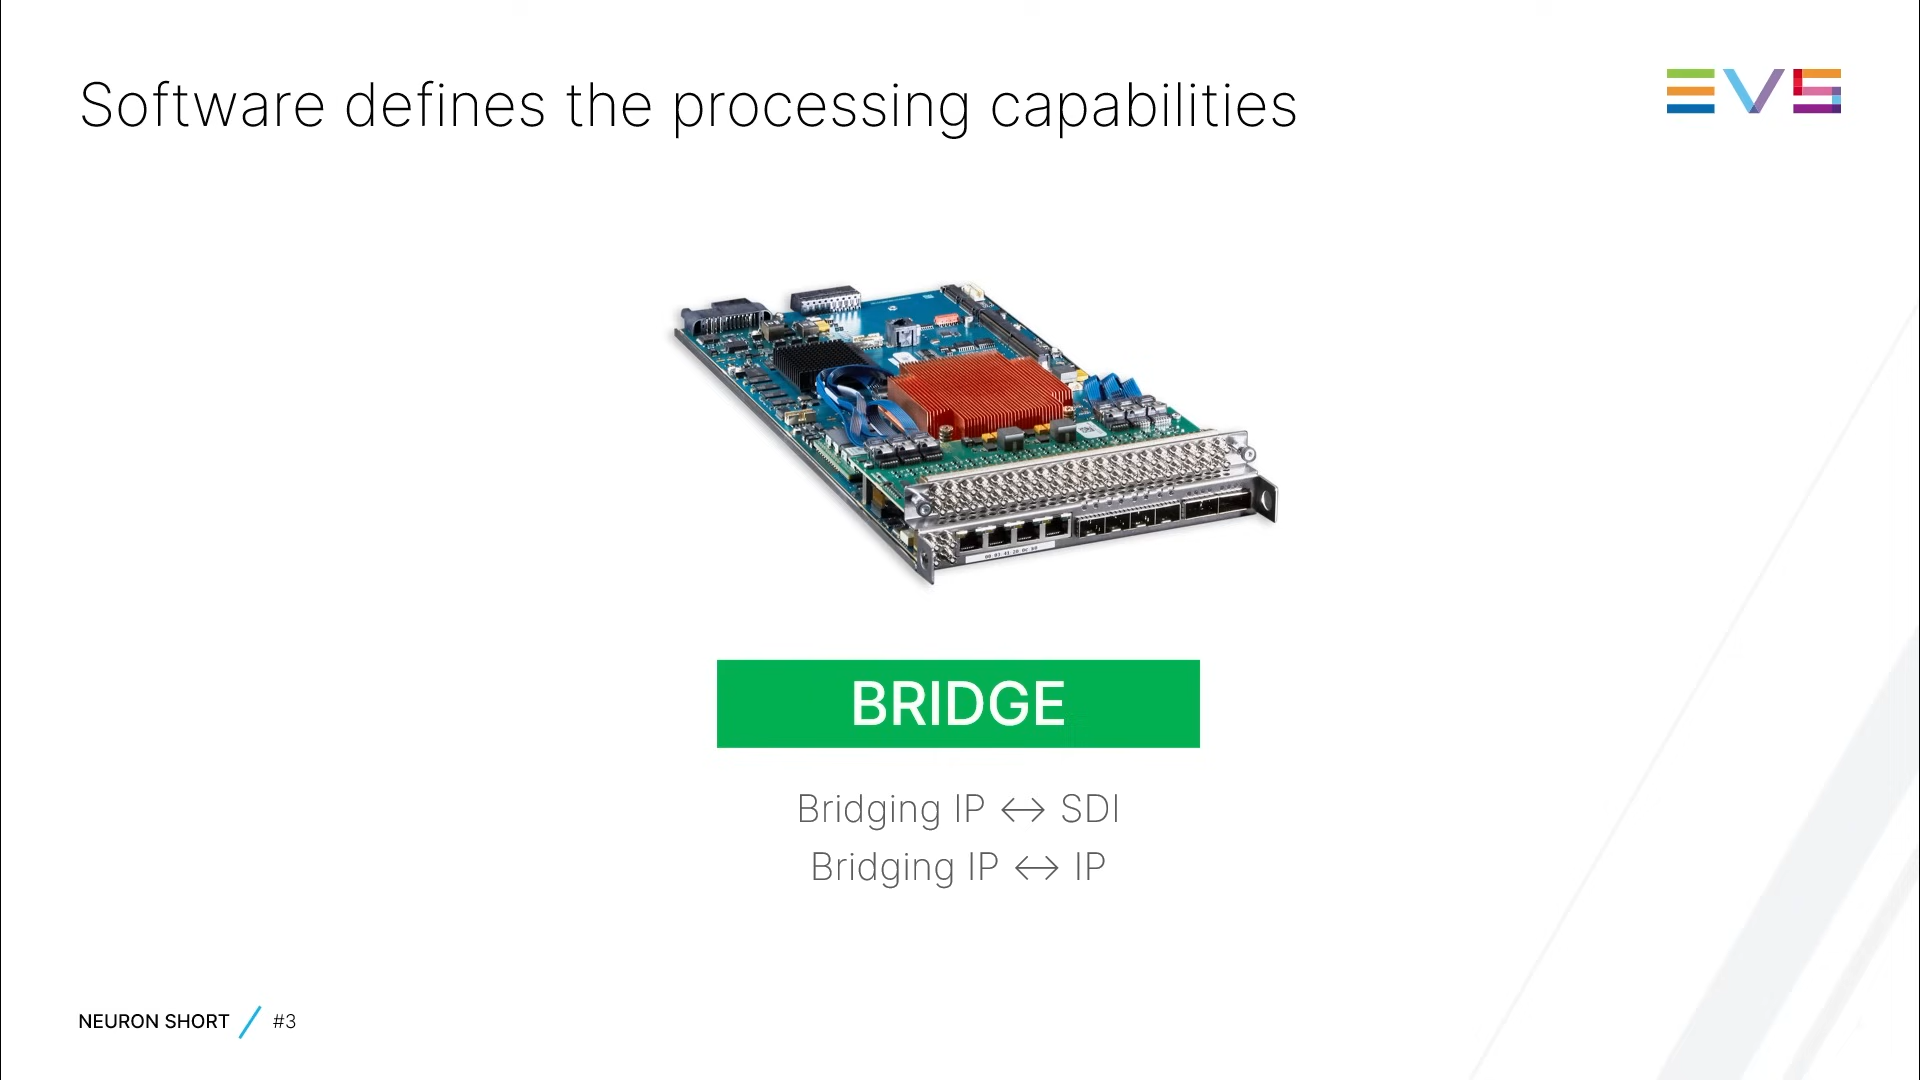 Software defines the processing capabilities
EVS
BRIDGE
Bridging IP ↔ SDI
Bridging IP ↔ IP
NEURON SHORT / #3